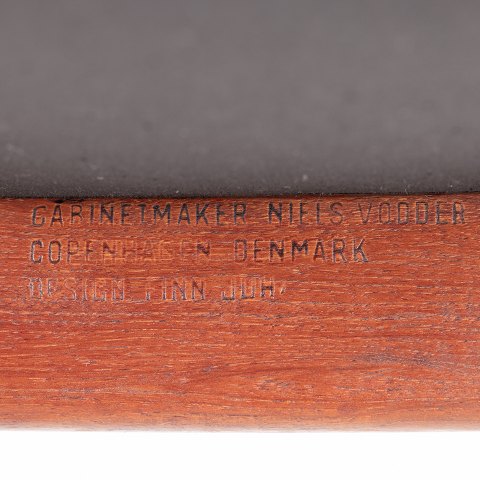 CABINETMAKER NIELS VODDER
COPENHAGEN DENMARK
DESIGN FINN JUHL